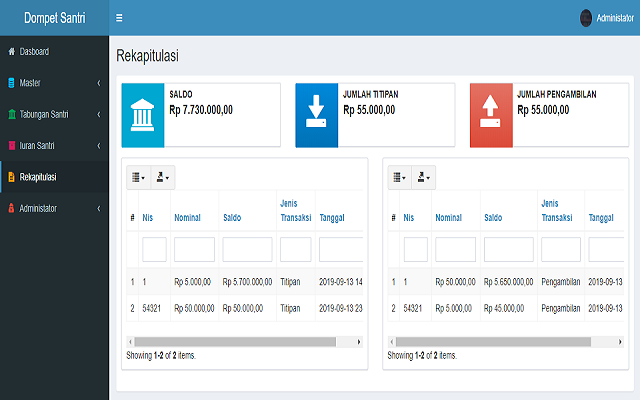 Dompet Santri
Administator
Dasboard
Master
Tabungan Santri
Iuran Santri
Rekapitulasi
Administator
Rekapitulasi
SALDO
Rp 7.730.000,00
JUMLAH TITIPAN
Rp 55.000,00
JUMLAH PENGAMBILAN
Rp 55.000,00
# Nis Nominal Saldo Jenis Transaksi Tanggal
1 1 Rp 5.000,00 Rp 5.700.000,00 Titipan 2019-09-13 14
2 54321 Rp 50.000,00 Rp 50.000,00 Titipan 2019-09-13 23
Showing 1-2 of 2 items.
# Nis Nominal Saldo Jenis Transaksi Tanggal
1 1 Rp 50.000,00 Rp 5.650.000,00 Pengambilan 2019-09-13
2 54321 Rp 5.000,00 Rp 45.000,00 Pengambilan 2019-09-13
Showing 1-2 of 2 items.